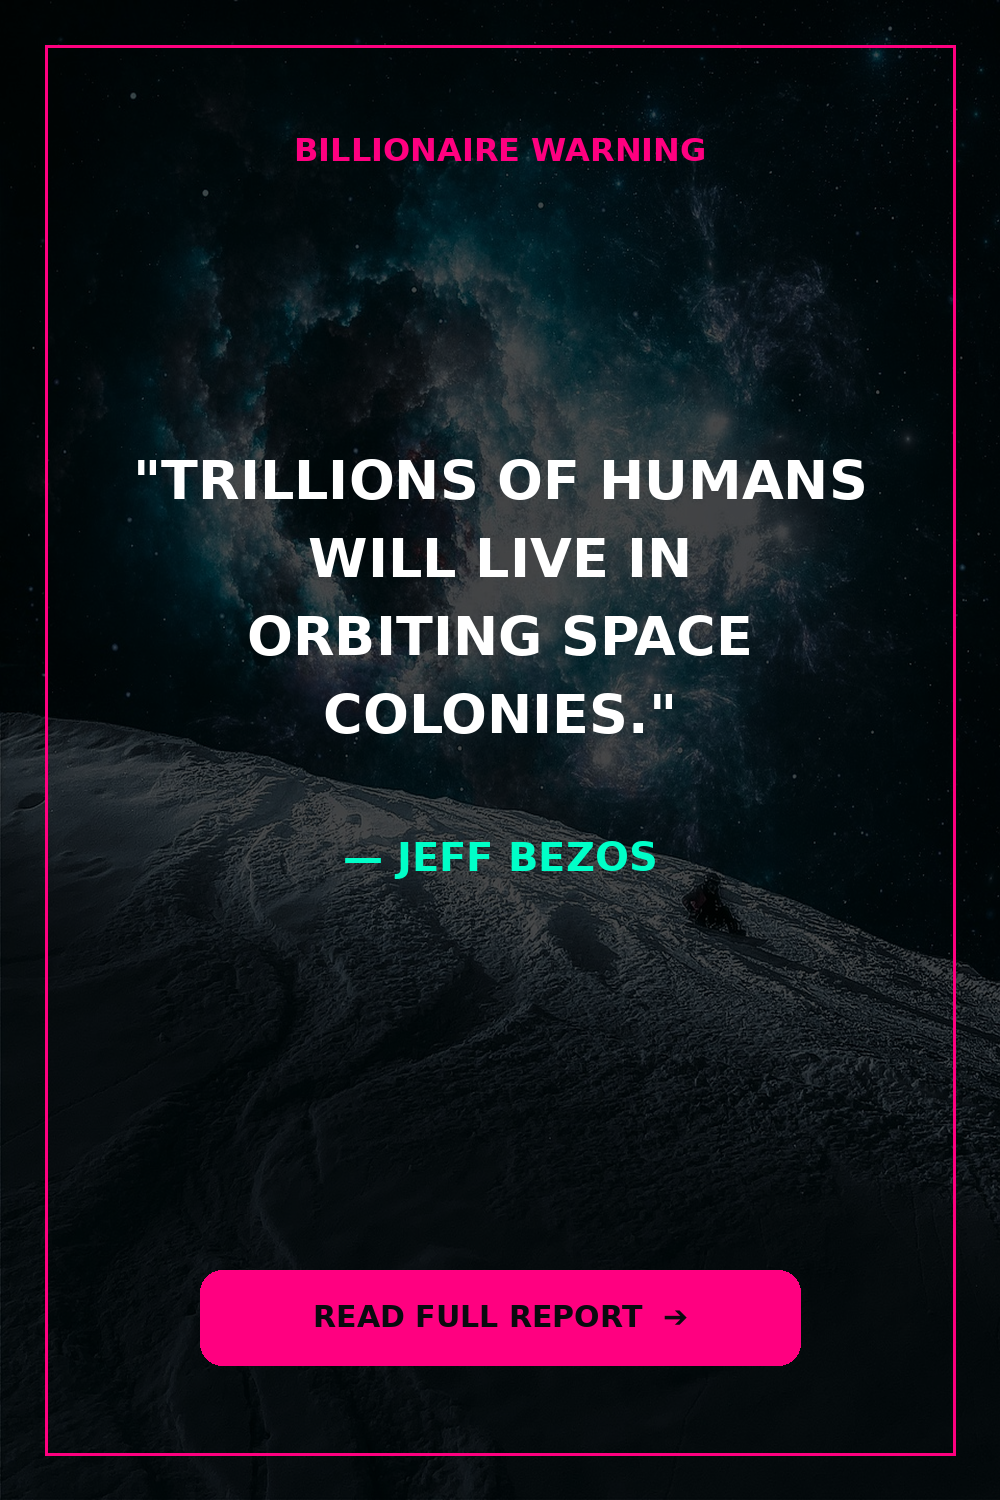 BILLIONAIRE WARNING
"TRILLIONS OF HUMANS
WILL LIVE IN
ORBITING SPACE
COLONIES."
— JEFF BEZOS
READ FULL REPORT ➔